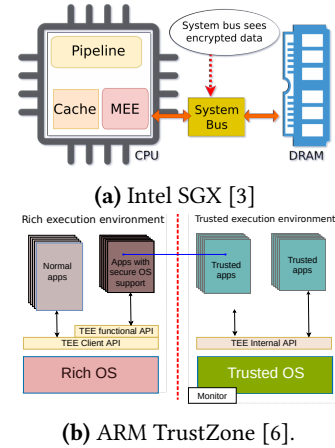 System bus sees
encrypted data
Pipeline
Cache
MEE
System
Bus
CPU
DRAM
(a) Intel SGX [3]
Rich execution environment
Trusted execution environment
Normal
apps
Apps with
secure OS
support
Trusted
apps
Trusted
apps
TEE functional API
TEE Client API
TEE Internal API
Rich OS
Trusted OS
Monitor
(b) ARM TrustZone [6].